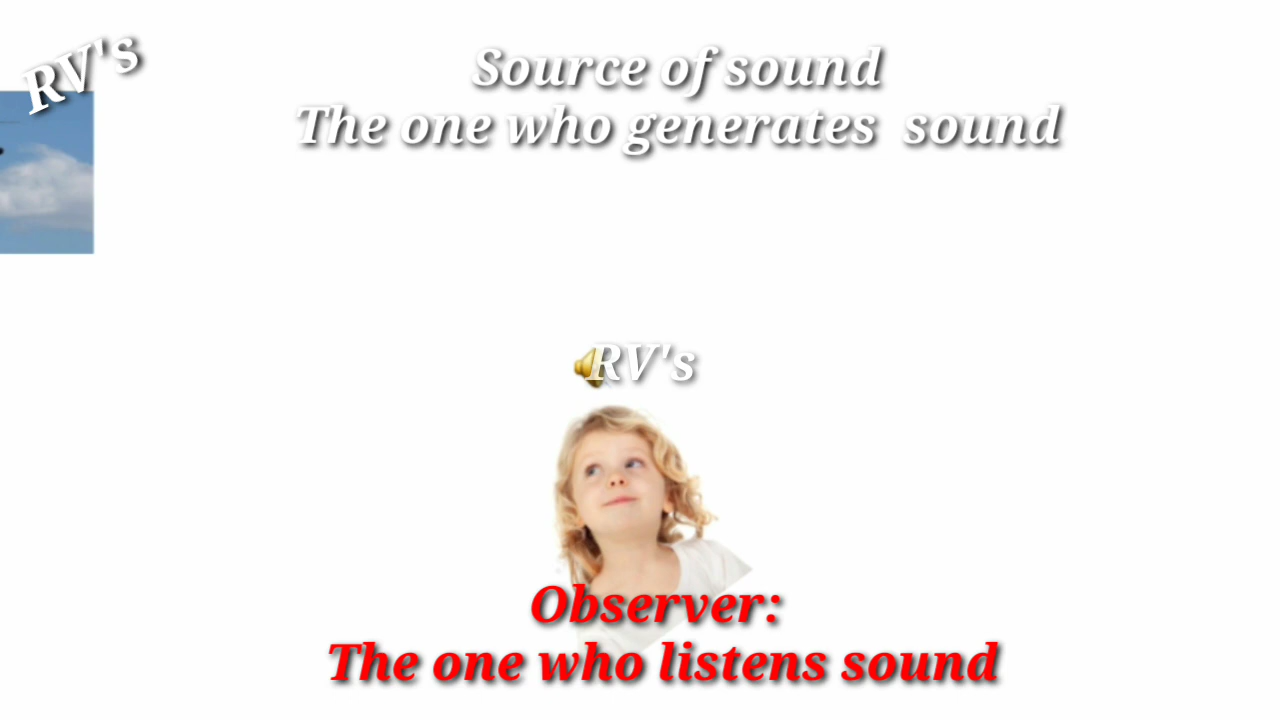 RV's
Source of sound
The one who generates  sound
RV's
Observer:
The one who listens sound